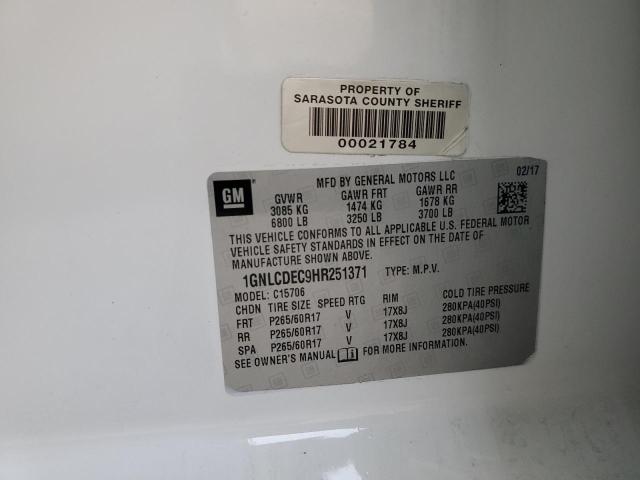 PROPERTY OF
SARASOTA COUNTY SHERIFF
00021784
GM
MFD BY GENERAL MOTORS LLC 02/17
GVWR GAWR FRT GAWR RR
3085 KG 1474 KG 1678 KG
6800 LB 3250 LB 3700 LB
THIS VEHICLE CONFORMS TO ALL APPLICABLE U.S. FEDERAL MOTOR
VEHICLE SAFETY STANDARDS IN EFFECT ON THE DATE OF
MANUFACTURE SHOWN ABOVE.
1GNLCDEC9HR251371 TYPE: M.P.V.
MODEL: C15706
CHDN TIRE SIZE SPEED RTG RIM COLD TIRE PRESSURE
FRT P265/60R17 V 17X8J 280KPA(40PSI)
RR P265/60R17 V 17X8J 280KPA(40PSI)
SPA P265/60R17 V 17X8J 280KPA(40PSI)
SEE OWNER'S MANUAL FOR MORE INFORMATION.